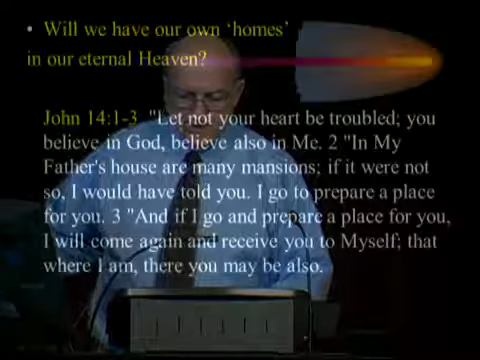 • Will we have our own ‘homes’
in our eternal Heaven?
John 14:1-3 "Let not your heart be troubled; you
believe in God, believe also in Me. 2 "In My
Father's house are many mansions; if it were not
so, I would have told you. I go to prepare a place
for you. 3 "And if I go and prepare a place for you,
I will come again and receive you to Myself; that
where I am, there you may be also.